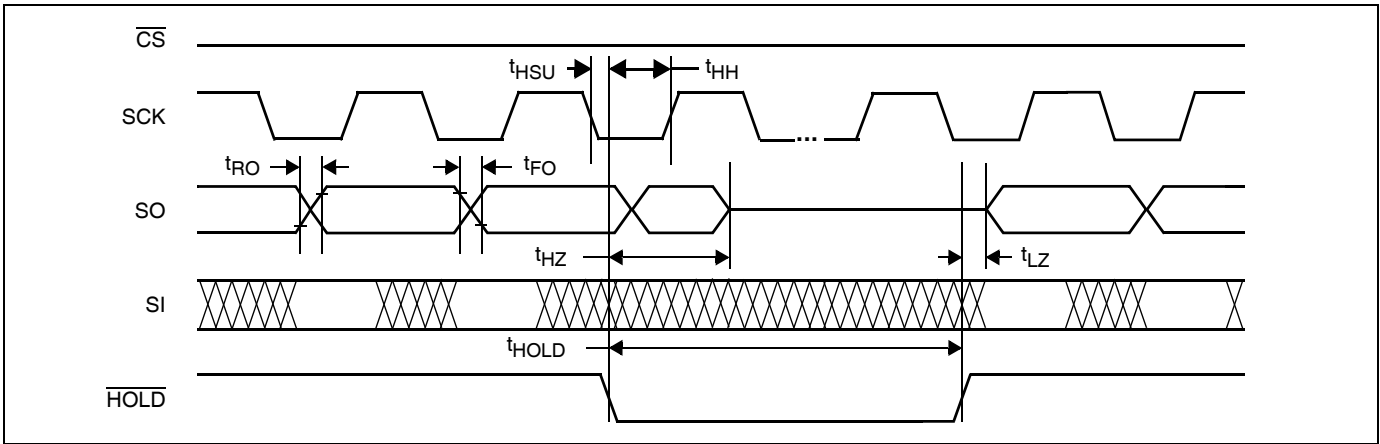 CS
tHSU tHH
SCK
...
tRO tFO
SO
tHZ tLZ
SI
tHOLD
HOLD